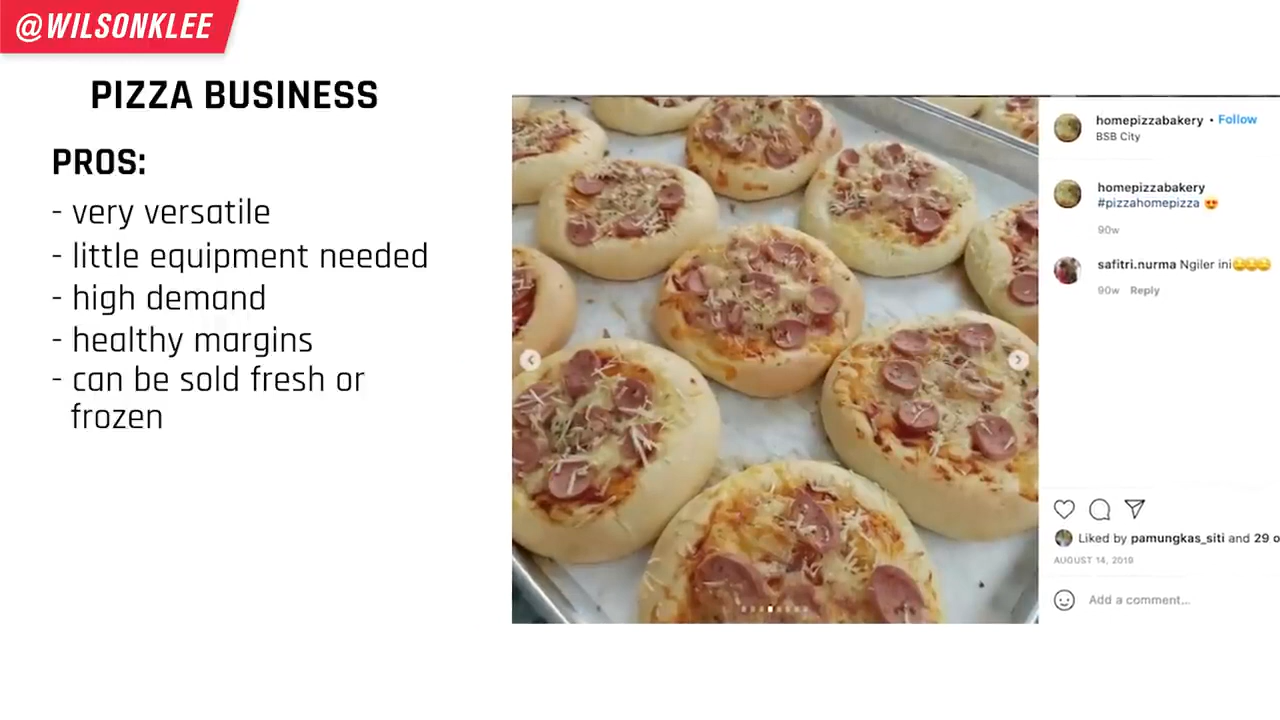 @WILSONKLEE
PIZZA BUSINESS
PROS:
- very versatile
- little equipment needed
- high demand
- healthy margins
- can be sold fresh or
frozen
homepizzabakery • Follow
BSB City
homepizzabakery
#pizzahomepizza 😍
90w
safitri.nurma Ngiler ini🤤🤤🤤
90w Reply
Liked by pamungkas_siti and 29 o
AUGUST 14, 2019
Add a comment...